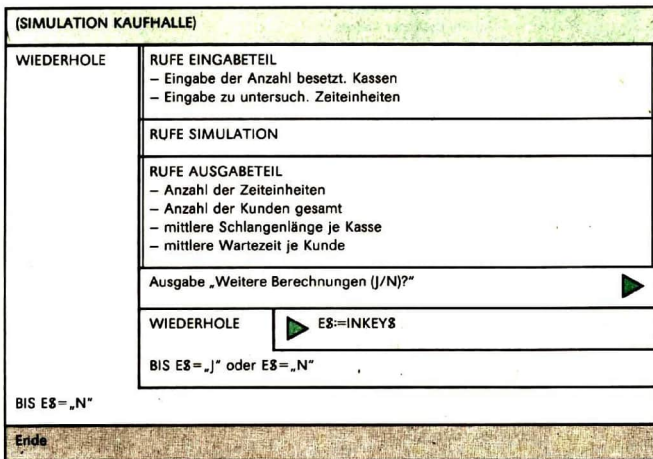 (SIMULATION KAUFHALLE)
WIEDERHOLE
RUFE EINGABETEIL
– Eingabe der Anzahl besetzt. Kassen
– Eingabe zu untersuch. Zeiteinheiten
RUFE SIMULATION
RUFE AUSGABETEIL
– Anzahl der Zeiteinheiten
– Anzahl der Kunden gesamt
– mittlere Schlangenlänge je Kasse
– mittlere Wartezeit je Kunde
Ausgabe „Weitere Berechnungen (J/N)?"
WIEDERHOLE
E$:=INKEY$
BIS E$=„J" oder E$=„N"
BIS E$=„N"
Ende